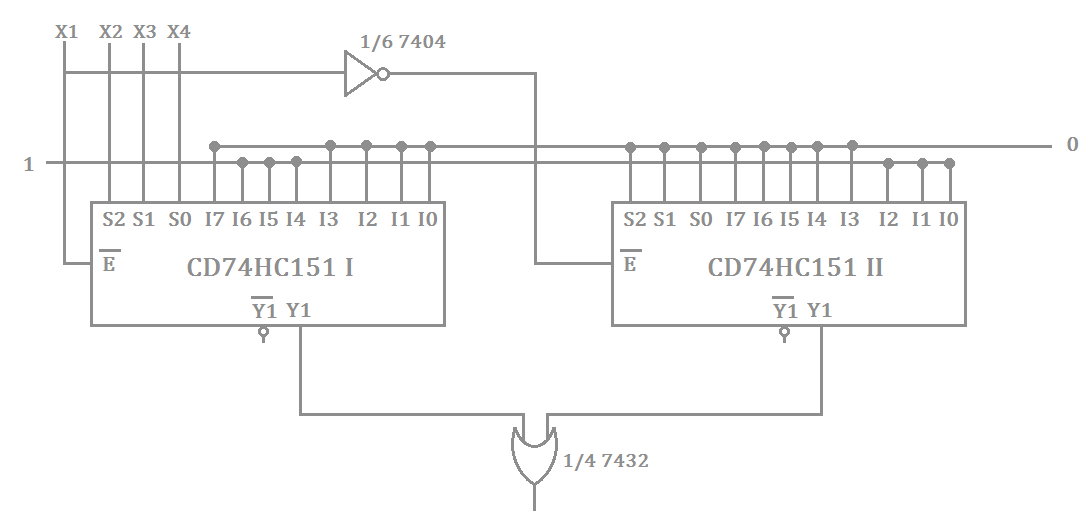 X1 X2 X3 X4
1/6 7404
1
0
S2 S1 S0 I7 I6 I5 I4 I3 I2 I1 I0
E̅
CD74HC151 I
Y̅1̅ Y1
S2 S1 S0 I7 I6 I5 I4 I3 I2 I1 I0
E̅
CD74HC151 II
Y̅1̅ Y1
1/4 7432